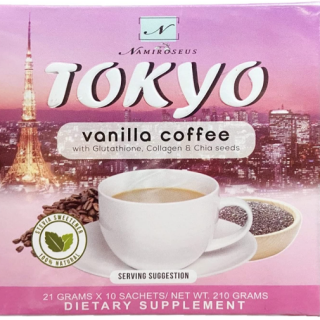 N
NAMIROSEUS
TOKYO
vanilla coffee
with Glutathione, Collagen & Chia seeds
STEVIA SWEETENED
100% NATURAL
SERVING SUGGESTION
21 GRAMS X 10 SACHETS/ NET WT. 210 GRAMS
DIETARY SUPPLEMENT